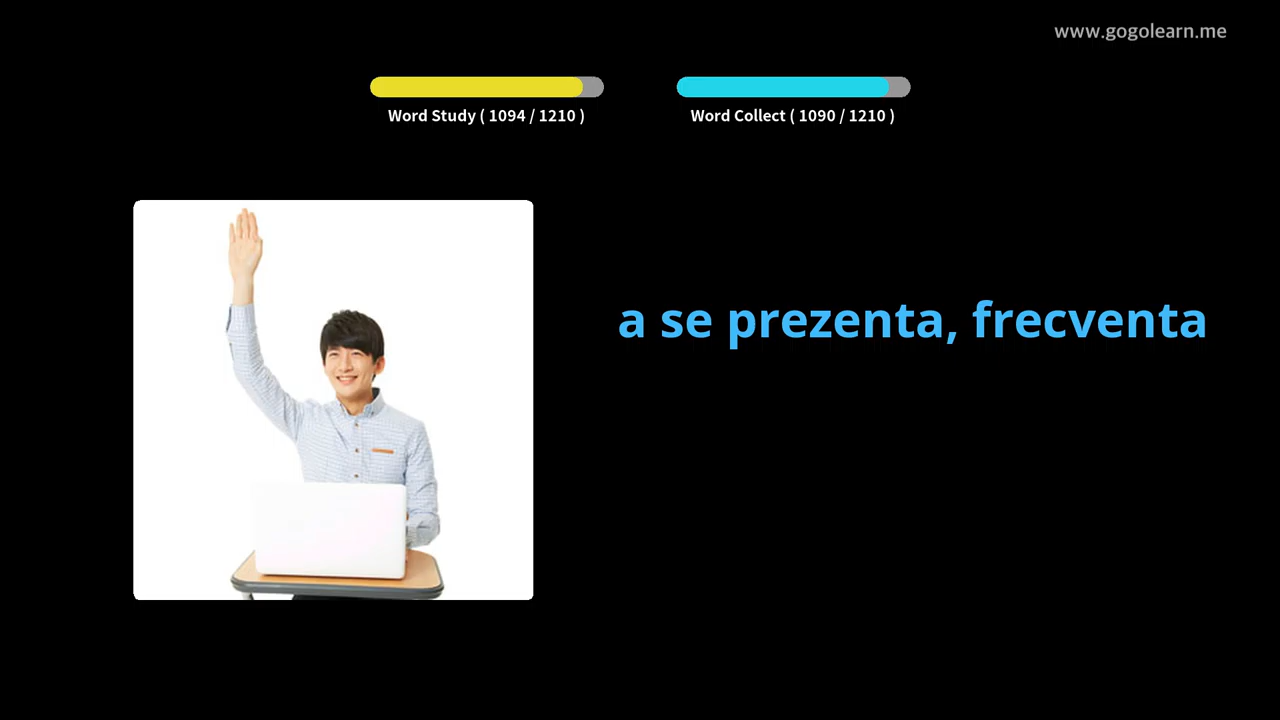 www.gogolearn.me
Word Study ( 1094 / 1210 )
Word Collect ( 1090 / 1210 )
a se prezenta, frecventa